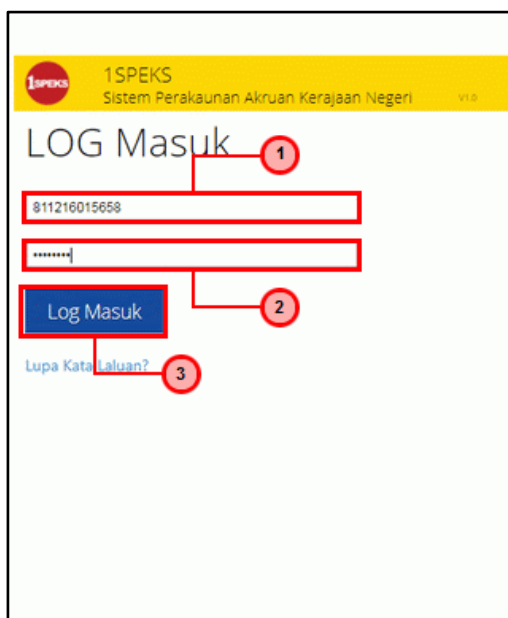 1SPEKS
1SPEKS
Sistem Perakaunan Akruan Kerajaan Negeri
V1.0
LOG Masuk
1
811216015658
••••••••
2
Log Masuk
Lupa Kata Laluan?
3